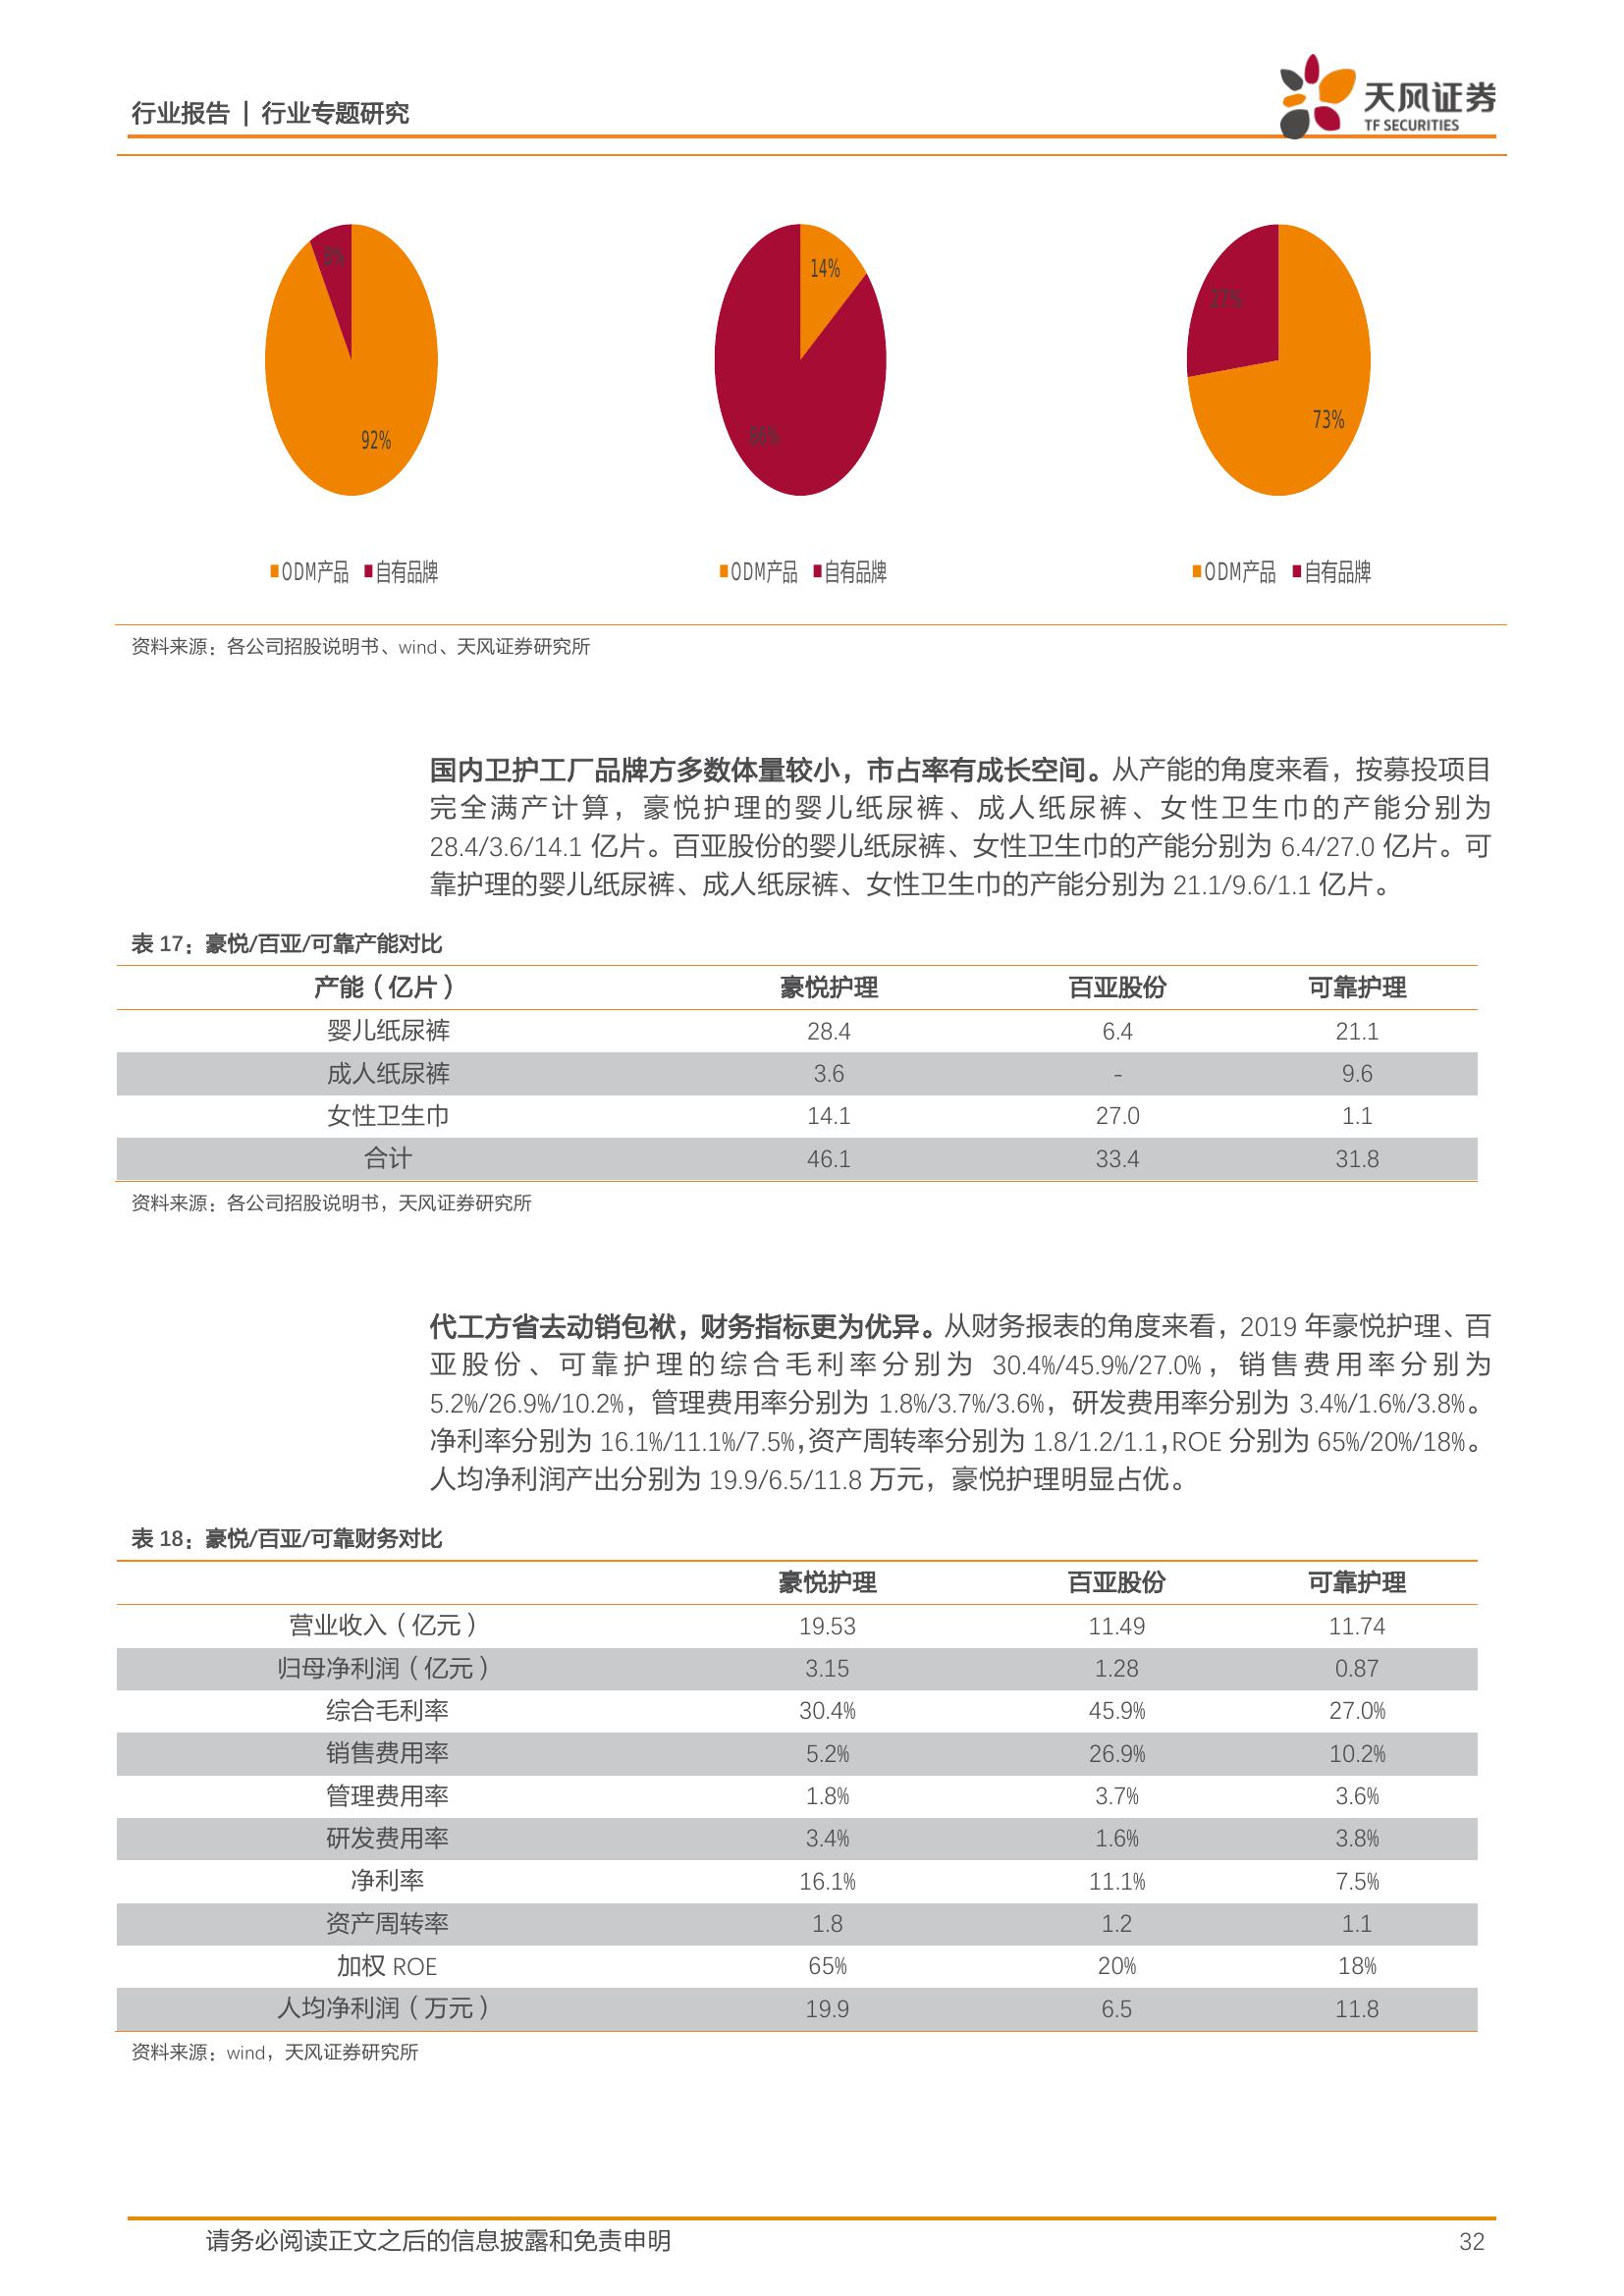 行业报告 | 行业专题研究
天风证券
TF SECURITIES
8%
92%
14%
27%
73%
ODM产品 自有品牌
ODM产品 自有品牌
ODM产品 自有品牌
资料来源：各公司招股说明书、wind、天风证券研究所
国内卫护工厂品牌方多数体量较小，市占率有成长空间。从产能的角度来看，按募投项目
完全满产计算，豪悦护理的婴儿纸尿裤、成人纸尿裤、女性卫生巾的产能分别为
28.4/3.6/14.1 亿片。百亚股份的婴儿纸尿裤、女性卫生巾的产能分别为 6.4/27.0 亿片。可
靠护理的婴儿纸尿裤、成人纸尿裤、女性卫生巾的产能分别为 21.1/9.6/1.1 亿片。
表 17：豪悦/百亚/可靠产能对比
产能（亿片） 豪悦护理 百亚股份 可靠护理
婴儿纸尿裤 28.4 6.4 21.1
成人纸尿裤 3.6 - 9.6
女性卫生巾 14.1 27.0 1.1
合计 46.1 33.4 31.8
资料来源：各公司招股说明书，天风证券研究所
代工方省去动销包袱，财务指标更为优异。从财务报表的角度来看，2019 年豪悦护理、百
亚股份、可靠护理的综合毛利率分别为 30.4%/45.9%/27.0%，销售费用率分别为
5.2%/26.9%/10.2%，管理费用率分别为 1.8%/3.7%/3.6%，研发费用率分别为 3.4%/1.6%/3.8%。
净利率分别为 16.1%/11.1%/7.5%，资产周转率分别为 1.8/1.2/1.1，ROE 分别为 65%/20%/18%。
人均净利润产出分别为 19.9/6.5/11.8 万元，豪悦护理明显占优。
表 18：豪悦/百亚/可靠财务对比
豪悦护理 百亚股份 可靠护理
营业收入（亿元） 19.53 11.49 11.74
归母净利润（亿元） 3.15 1.28 0.87
综合毛利率 30.4% 45.9% 27.0%
销售费用率 5.2% 26.9% 10.2%
管理费用率 1.8% 3.7% 3.6%
研发费用率 3.4% 1.6% 3.8%
净利率 16.1% 11.1% 7.5%
资产周转率 1.8 1.2 1.1
加权 ROE 65% 20% 18%
人均净利润（万元） 19.9 6.5 11.8
资料来源：wind，天风证券研究所
请务必阅读正文之后的信息披露和免责申明 32